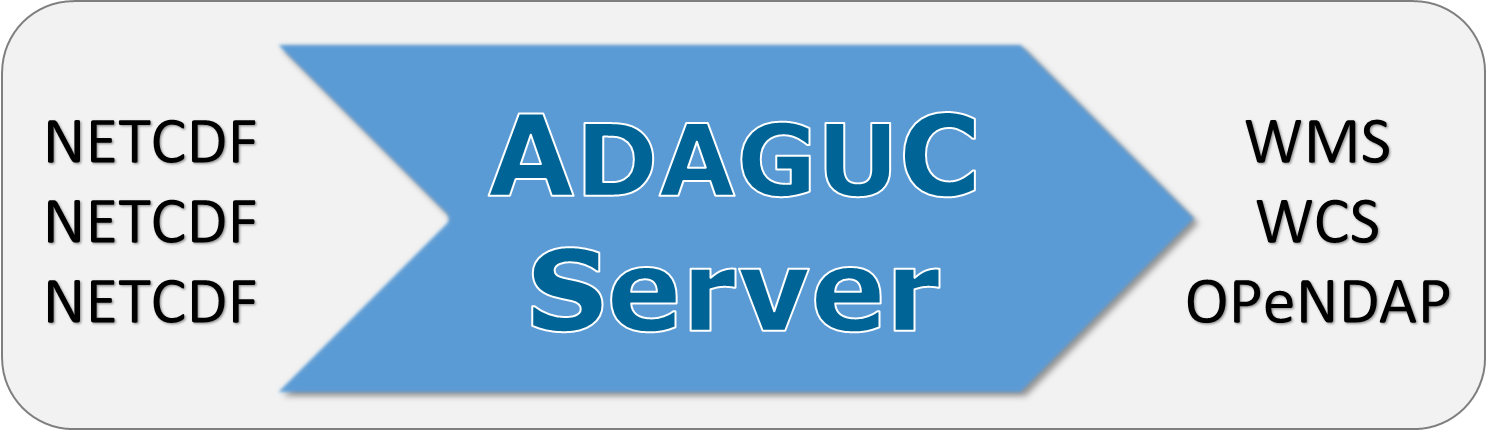 NETCDF
NETCDF
NETCDF
ADAGUC
Server
WMS
WCS
OPeNDAP